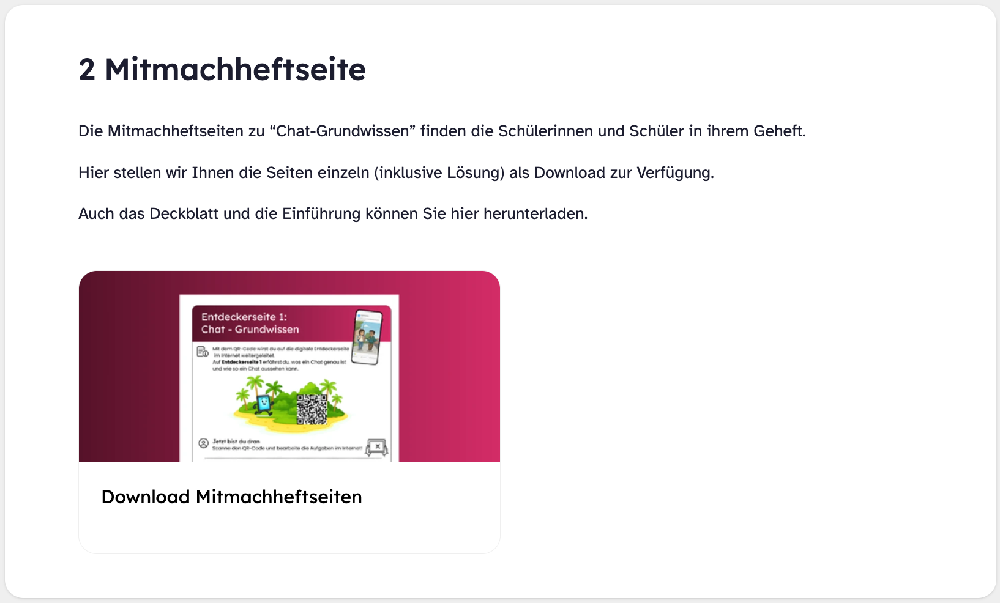 2 Mitmachheftseite
Die Mitmachheftseiten zu “Chat-Grundwissen” finden die Schülerinnen und Schüler in ihrem Geheft.
Hier stellen wir Ihnen die Seiten einzeln (inklusive Lösung) als Download zur Verfügung.
Auch das Deckblatt und die Einführung können Sie hier herunterladen.
Entdeckerseite 1:
Chat - Grundwissen
Mit dem QR-Code wirst du auf die digitale Entdeckerseite
im Internet weitergeleitet.
Auf Entdeckerseite 1 erfährst du, was ein Chat genau ist
und wie so ein Chat aussehen kann.
Jetzt bist du dran
Scanne den QR-Code und bearbeite die Aufgaben im Internet!
Download Mitmachheftseiten